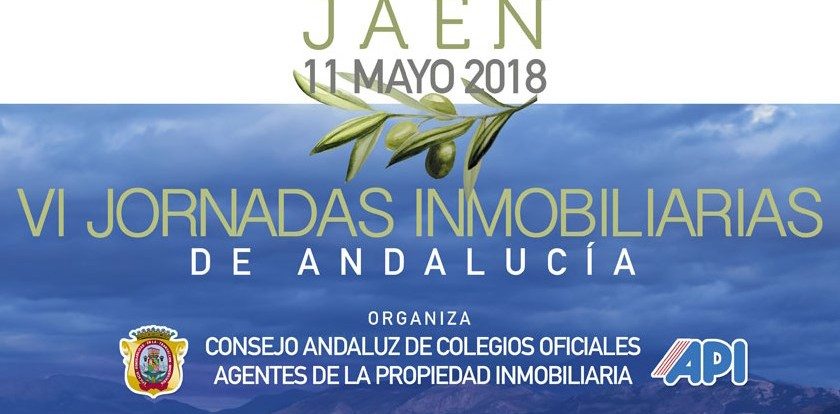 JAÉN
11 MAYO 2018
VI JORNADAS INMOBILIARIAS
DE ANDALUCÍA
ORGANIZA
CONSEJO ANDALUZ DE COLEGIOS OFICIALES
AGENTES DE LA PROPIEDAD INMOBILIARIA
API